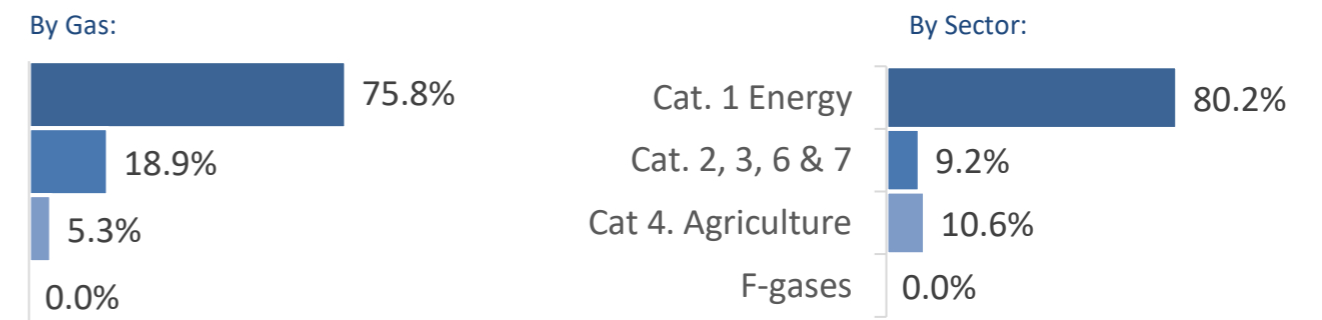 By Gas:
75.8%
18.9%
5.3%
0.0%
By Sector:
Cat. 1 Energy 80.2%
Cat. 2, 3, 6 & 7 9.2%
Cat 4. Agriculture 10.6%
F-gases 0.0%